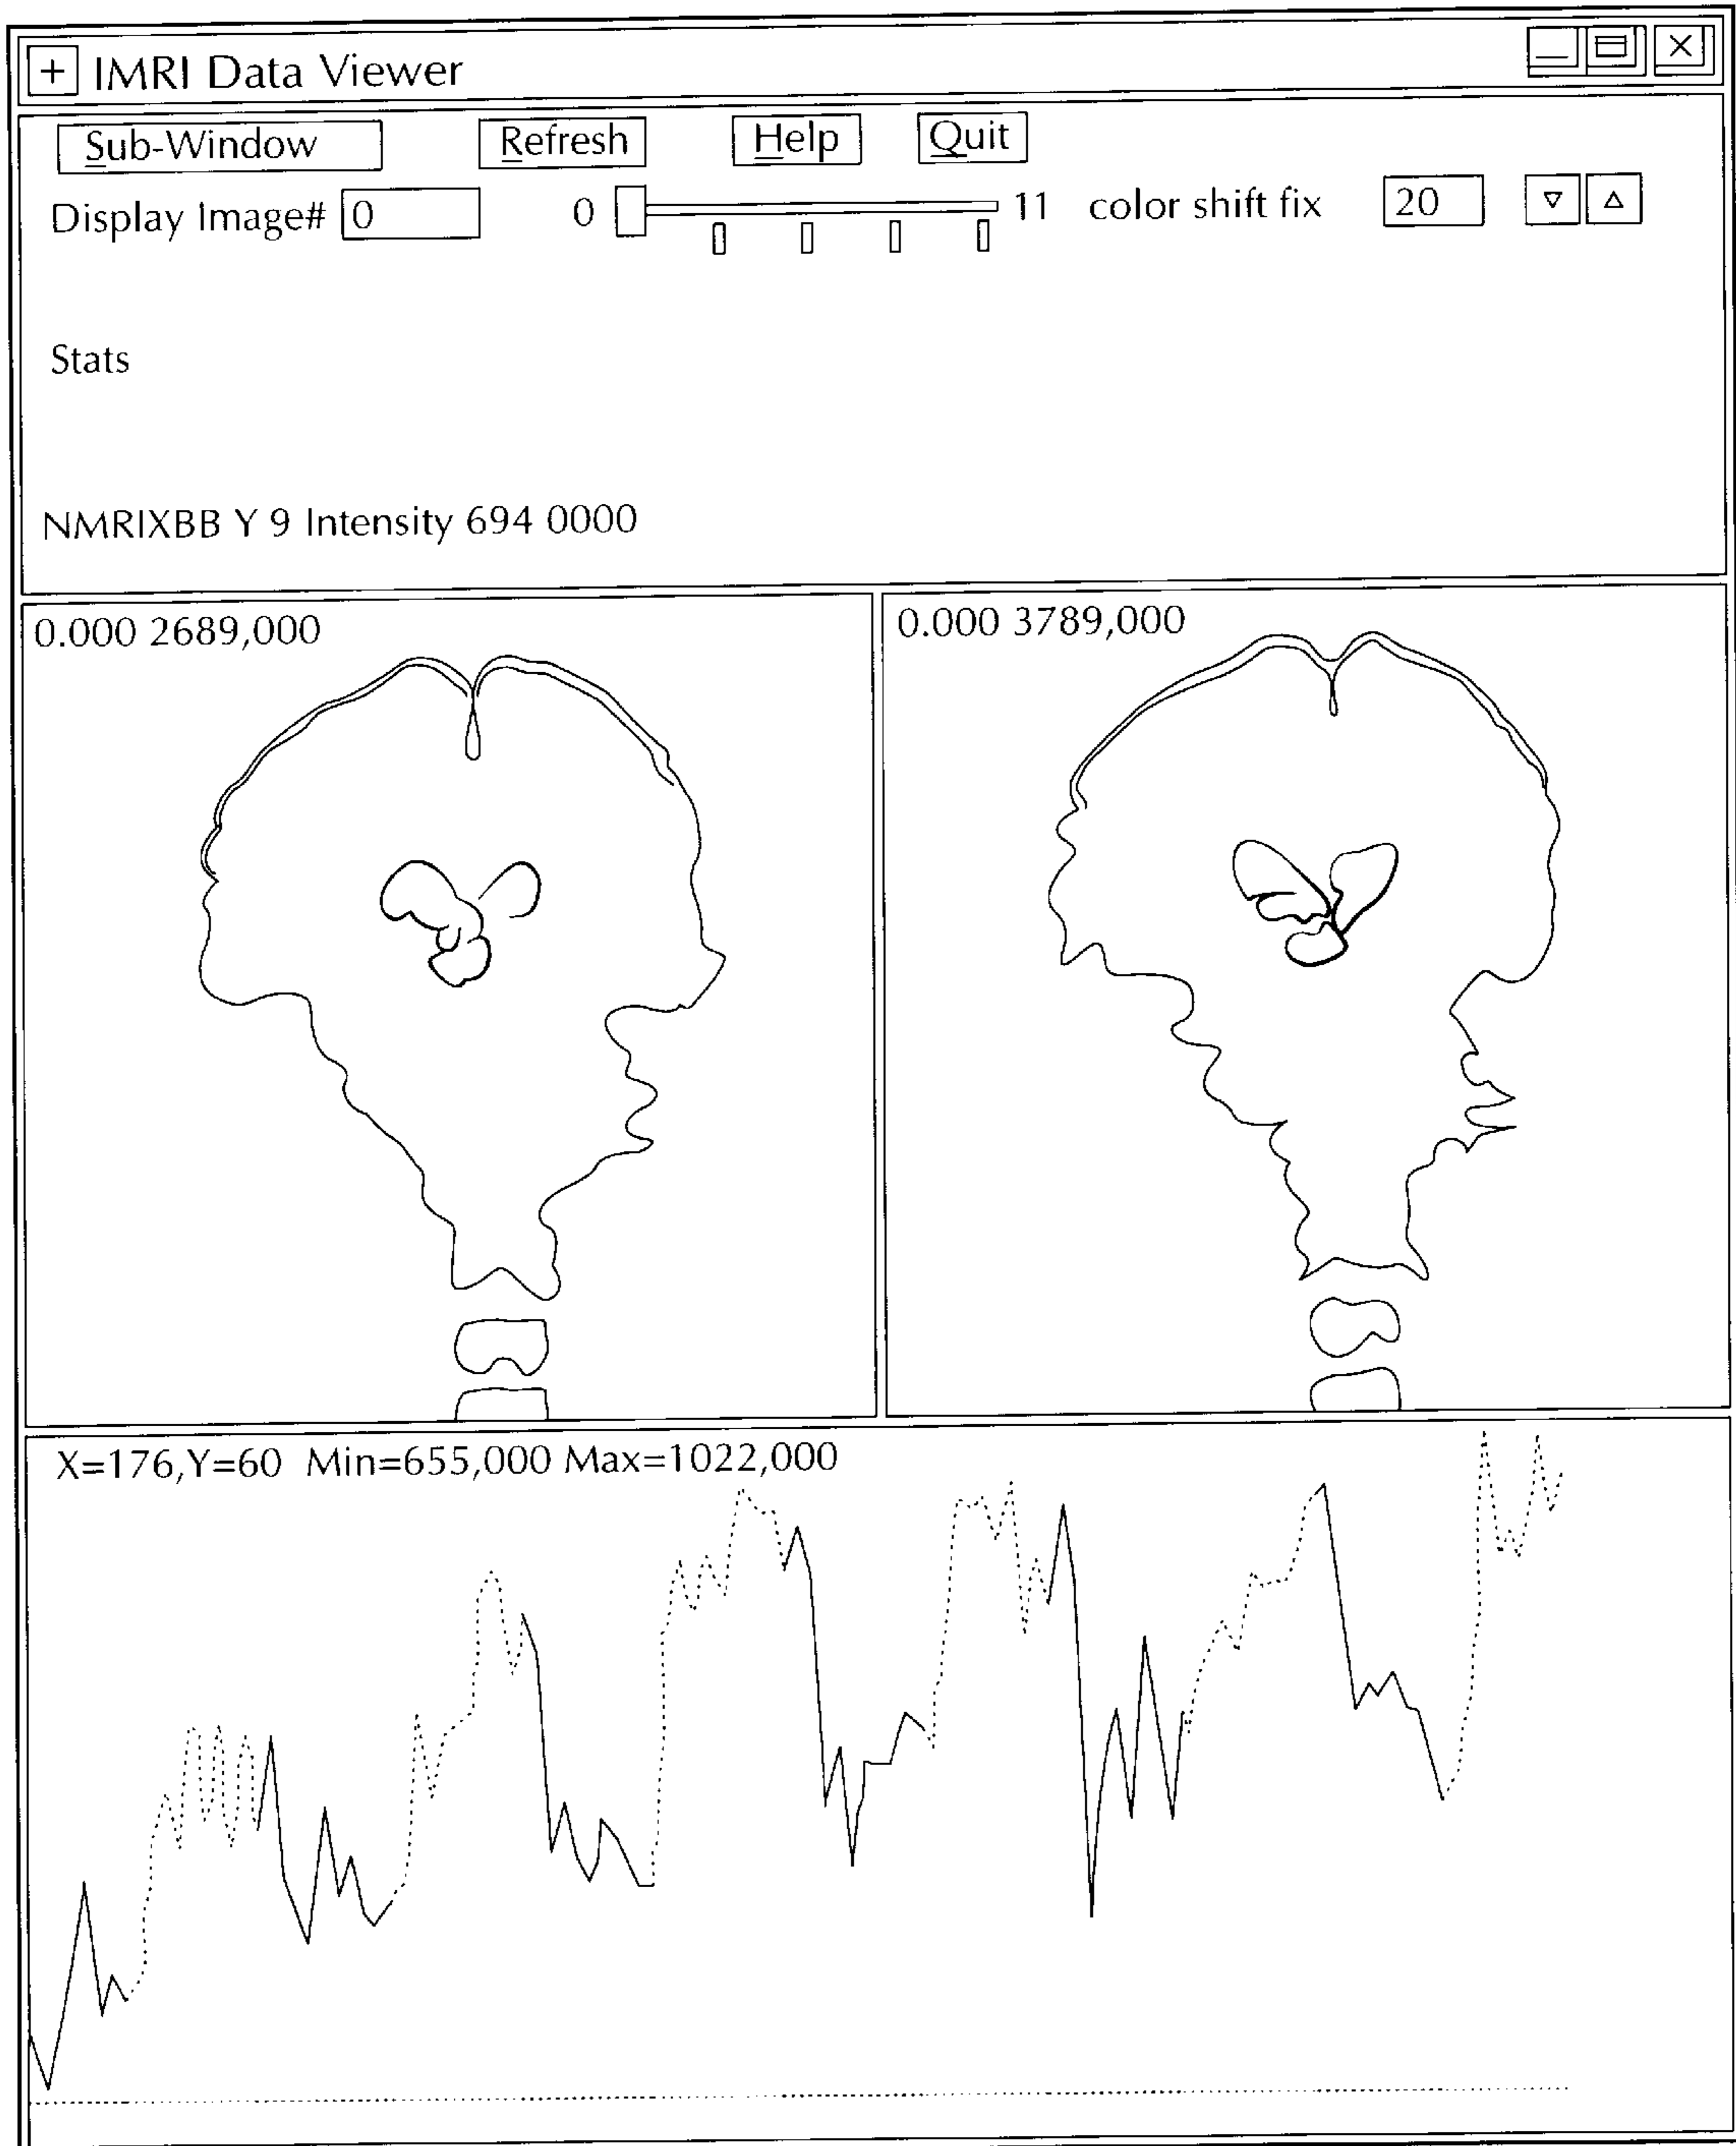 + IMRI Data Viewer
Sub-Window Refresh Help Quit
Display Image# 0 0 11 color shift fix 20
Stats
NMRIXBB Y 9 Intensity 694 0000
0.000 2689,000
0.000 3789,000
X=176,Y=60 Min=655,000 Max=1022,000